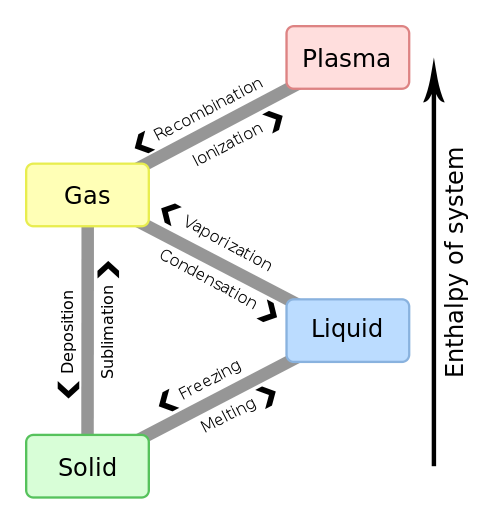 Plasma
Recombination
Ionization
Gas
Vaporization
Condensation
Enthalpy of system
Deposition
Sublimation
Liquid
Freezing
Melting
Solid